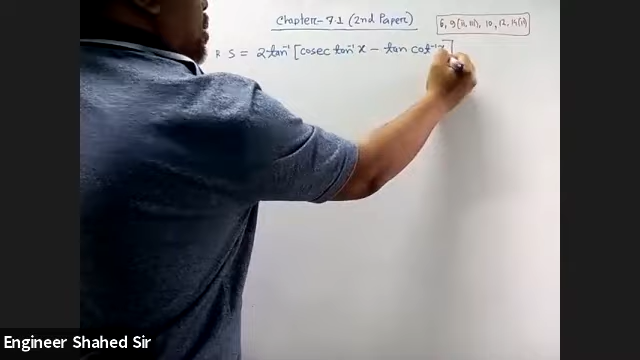 Chapter - 7.1 (2nd Paper)
6, 9(ii, iii), 10, 12, 14(ii)
R S = 2 tan⁻¹ [cosec tan⁻¹ x − tan cot⁻¹ x]
Engineer Shahed Sir